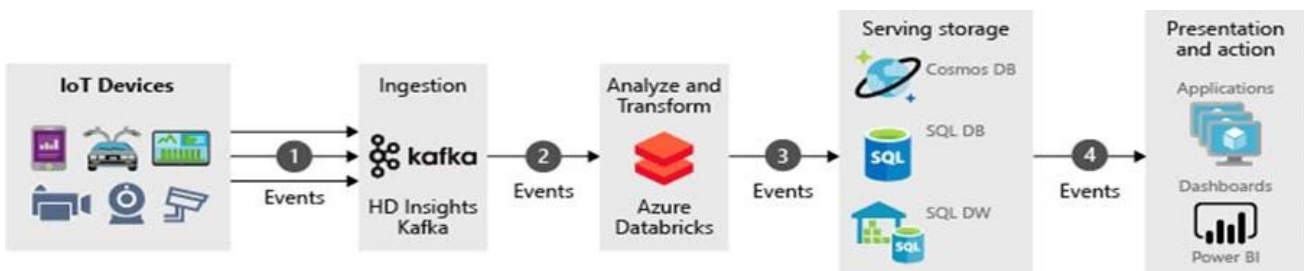 IoT Devices
1
Events
Ingestion
kafka
HD Insights
Kafka
2
Events
Analyze and
Transform
Azure
Databricks
3
Events
Serving storage
Cosmos DB
SQL DB
SQL
SQL DW
SQL
4
Events
Presentation
and action
Applications
Dashboards
Power BI